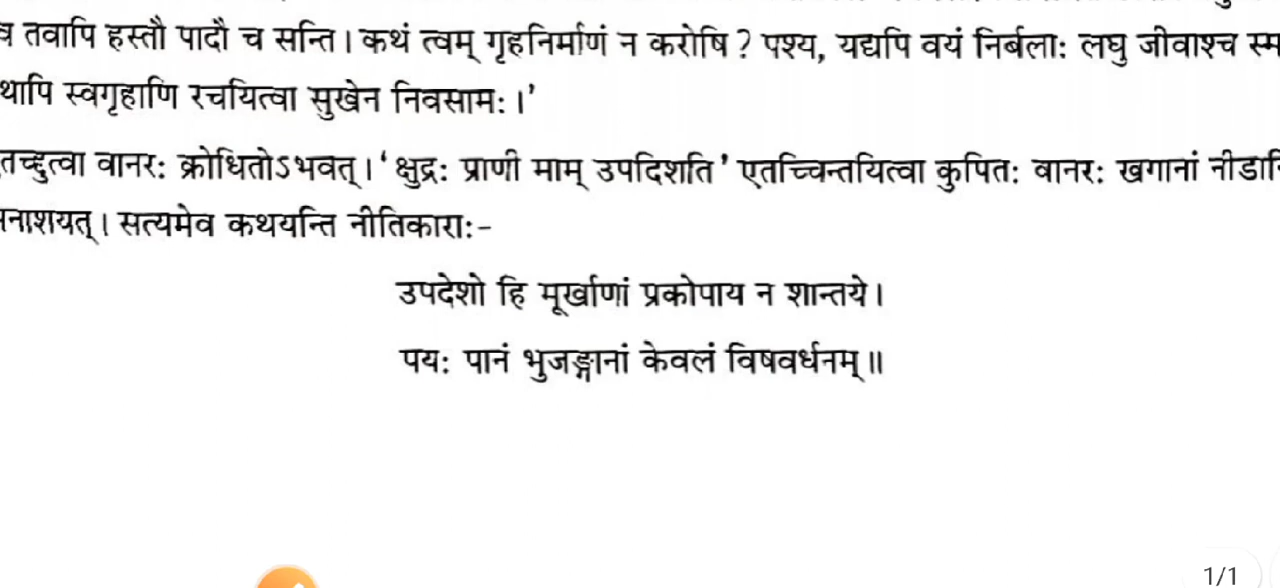 तवापि हस्तौ पादौ च सन्ति। कथं त्वम् गृहनिर्माणं न करोषि ? पश्य, यद्यपि वयं निर्बलाः लघु जीवाश्च स्म
थापि स्वगृहाणि रचयित्वा सुखेन निवसामः।’
तच्छ्रुत्वा वानरः क्रोधितोऽभवत्। ‘क्षुद्रः प्राणी माम् उपदिशति’ एतच्चिन्तयित्वा कुपितः वानरः खगानां नीडानि
नाशयत्। सत्यमेव कथयन्ति नीतिकाराः-
उपदेशो हि मूर्खाणां प्रकोपाय न शान्तये।
पयः पानं भुजङ्गानां केवलं विषवर्धनम्॥
1/1